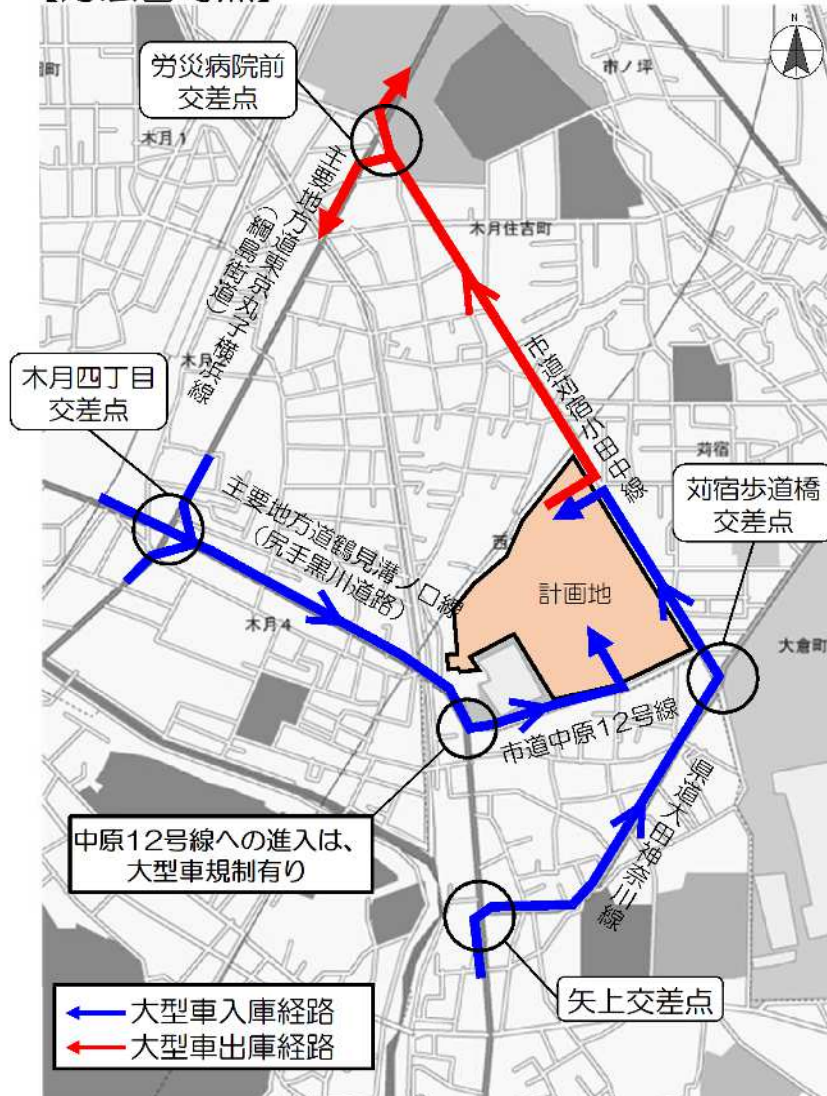 N
労災病院前
交差点
市ノ坪
木月1
主要地方道東京丸子横浜線
(綱島街道)
木月住吉町
木月四丁目
交差点
木月
市道苅宿小田中線
苅宿
苅宿歩道橋
交差点
主要地方道鶴見溝ノ口線
(尻手黒川道路)
西
計画地
木月4
大倉町
市道中原12号線
県道大田神奈川線
中原12号線への進入は、
大型車規制有り
矢上交差点
大型車入庫経路
大型車出庫経路